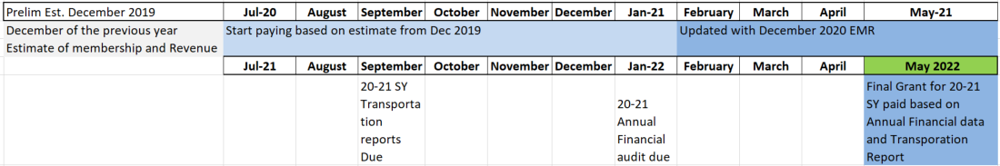 Prelim Est. December 2019 Jul-20 August September October November December Jan-21 February March April May-21
December of the previous year Start paying based on estimate from Dec 2019 Updated with December 2020 EMR
Estimate of membership and Revenue
Jul-21 August September October November December Jan-22 February March April May 2022
20-21 SY Final Grant for 20-21
Transporta 20-21 SY paid based on
tion Annual Annual Financial data
reports Financial and Transporation
Due audit due Report